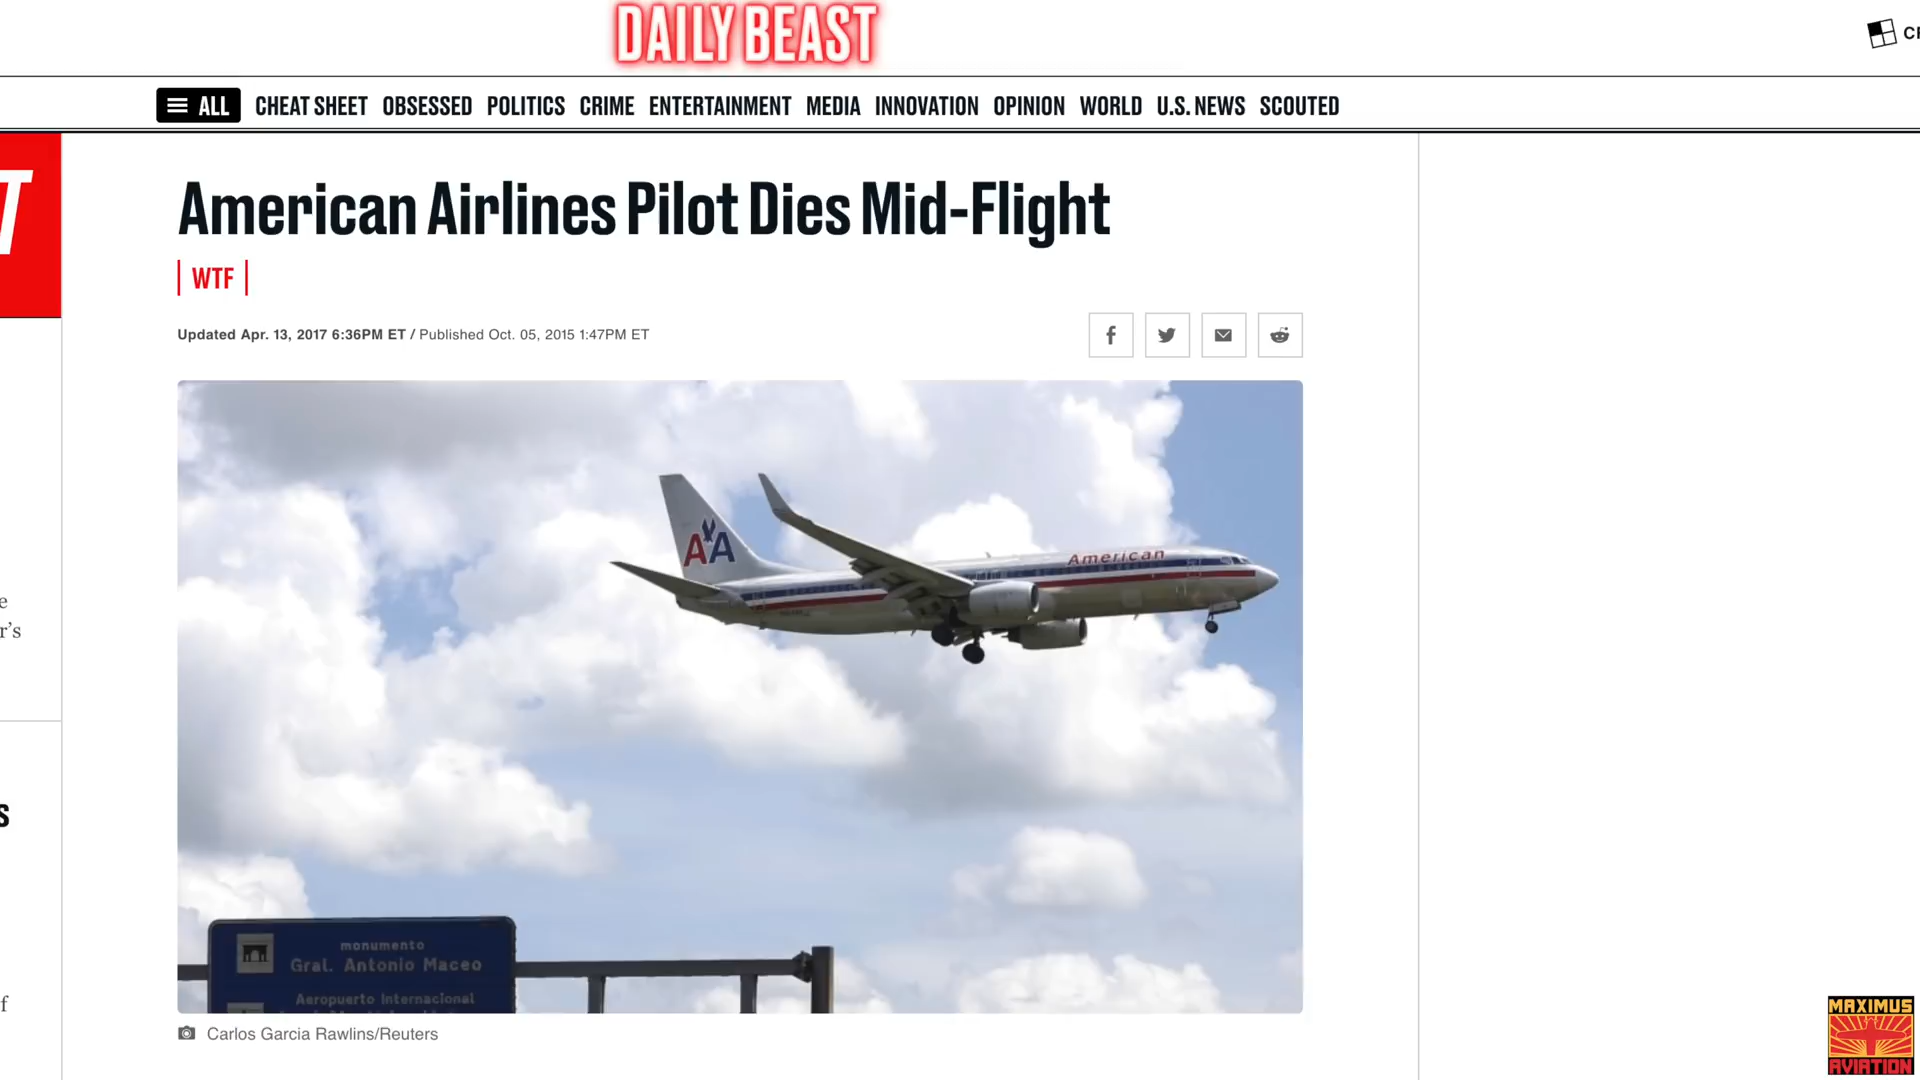 DAILY BEAST
ALL CHEAT SHEET OBSESSED POLITICS CRIME ENTERTAINMENT MEDIA INNOVATION OPINION WORLD U.S. NEWS SCOUTED
American Airlines Pilot Dies Mid-Flight
WTF
Updated Apr. 13, 2017 6:36PM ET / Published Oct. 05, 2015 1:47PM ET
AA
American
r's
monumento
Gral. Antonio Maceo
Aeropuerto Internacional
Carlos Garcia Rawlins/Reuters
MAXIMUS
AVIATION